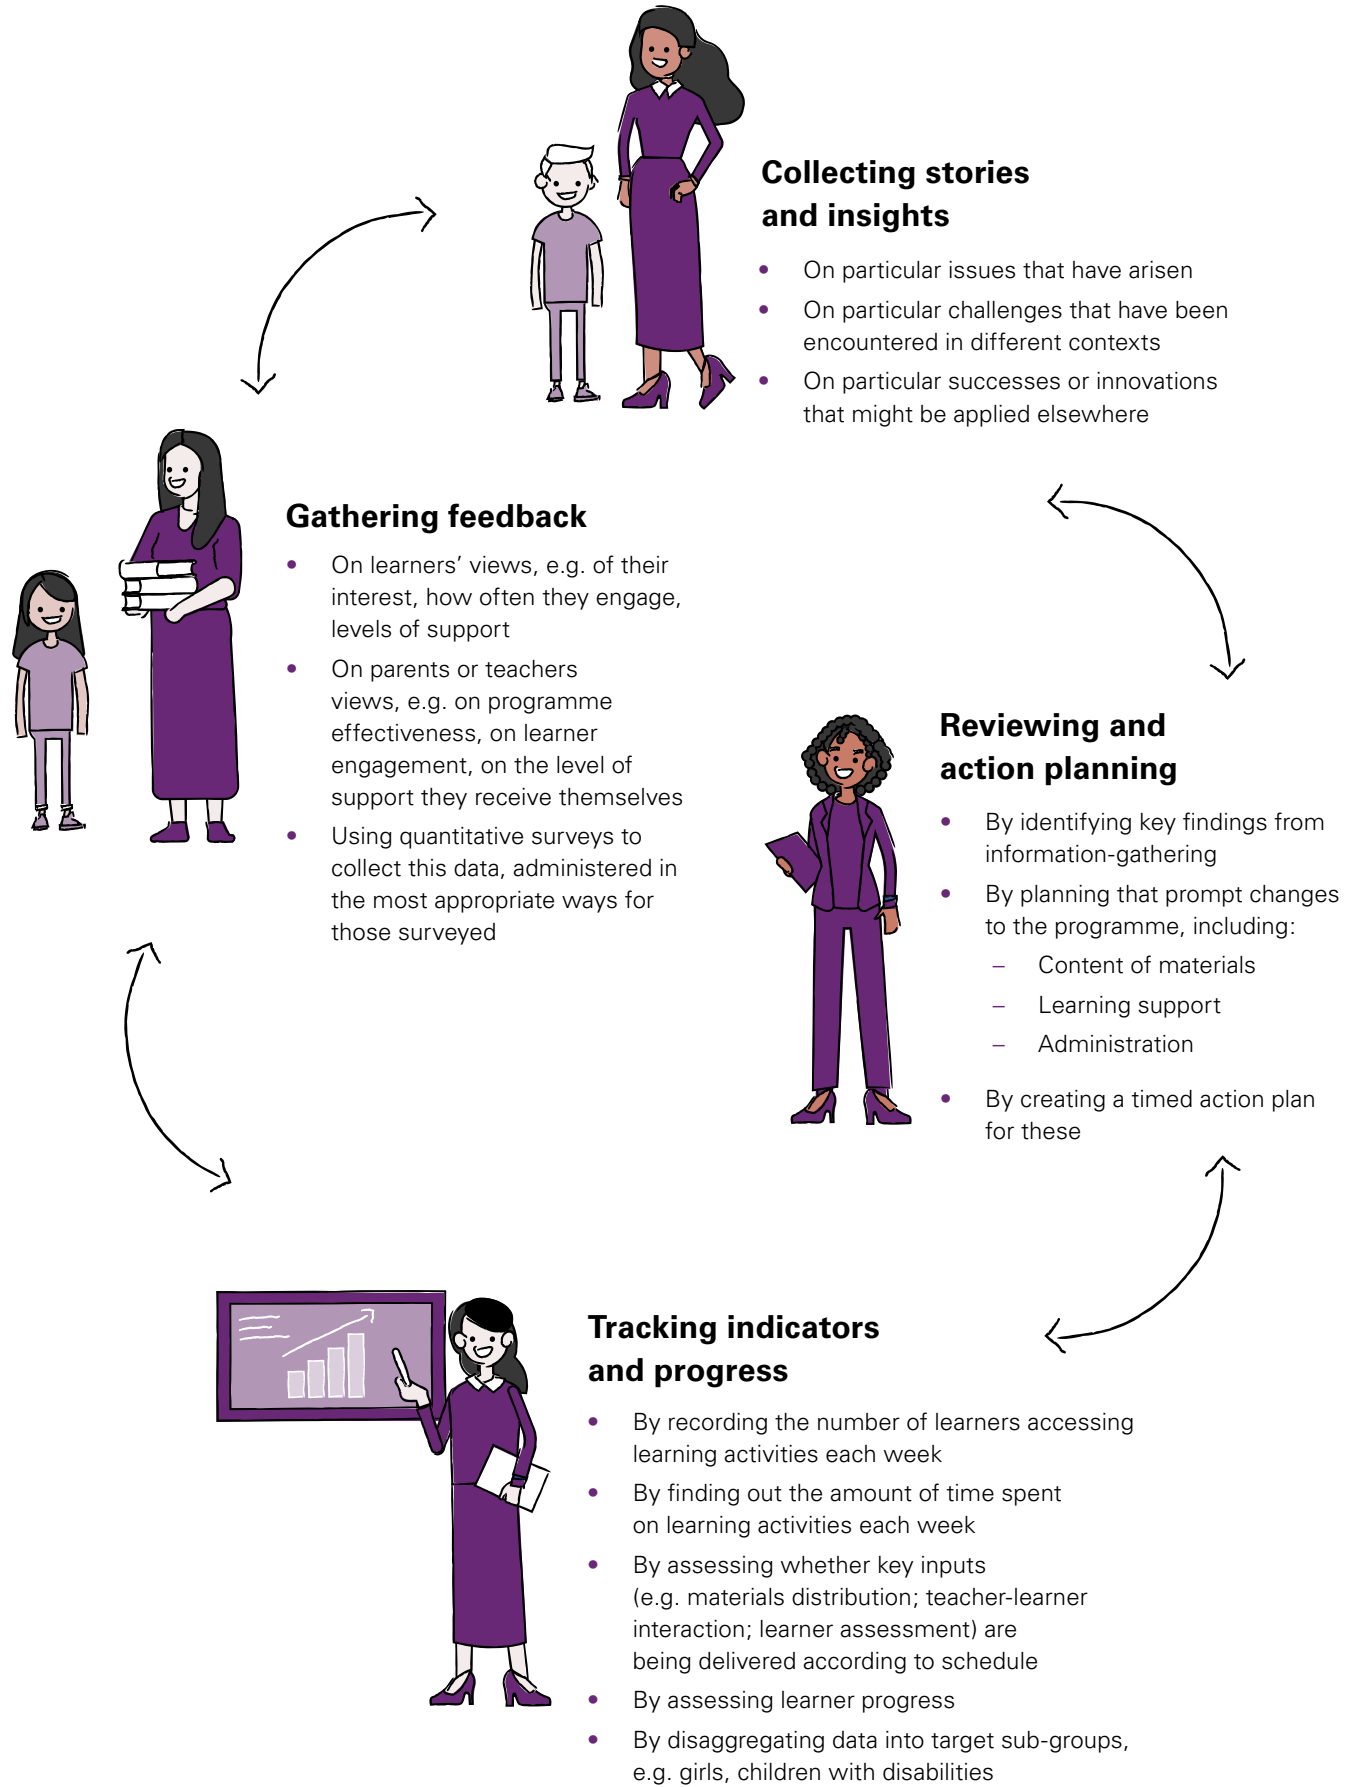 Collecting stories
and insights
• On particular issues that have arisen
• On particular challenges that have been
encountered in different contexts
• On particular successes or innovations
that might be applied elsewhere
Gathering feedback
• On learners’ views, e.g. of their
interest, how often they engage,
levels of support
• On parents or teachers
views, e.g. on programme
effectiveness, on learner
engagement, on the level of
support they receive themselves
• Using quantitative surveys to
collect this data, administered in
the most appropriate ways for
those surveyed
Reviewing and
action planning
• By identifying key findings from
information-gathering
• By planning that prompt changes
to the programme, including:
– Content of materials
– Learning support
– Administration
• By creating a timed action plan
for these
Tracking indicators
and progress
• By recording the number of learners accessing
learning activities each week
• By finding out the amount of time spent
on learning activities each week
• By assessing whether key inputs
(e.g. materials distribution; teacher-learner
interaction; learner assessment) are
being delivered according to schedule
• By assessing learner progress
• By disaggregating data into target sub-groups,
e.g. girls, children with disabilities